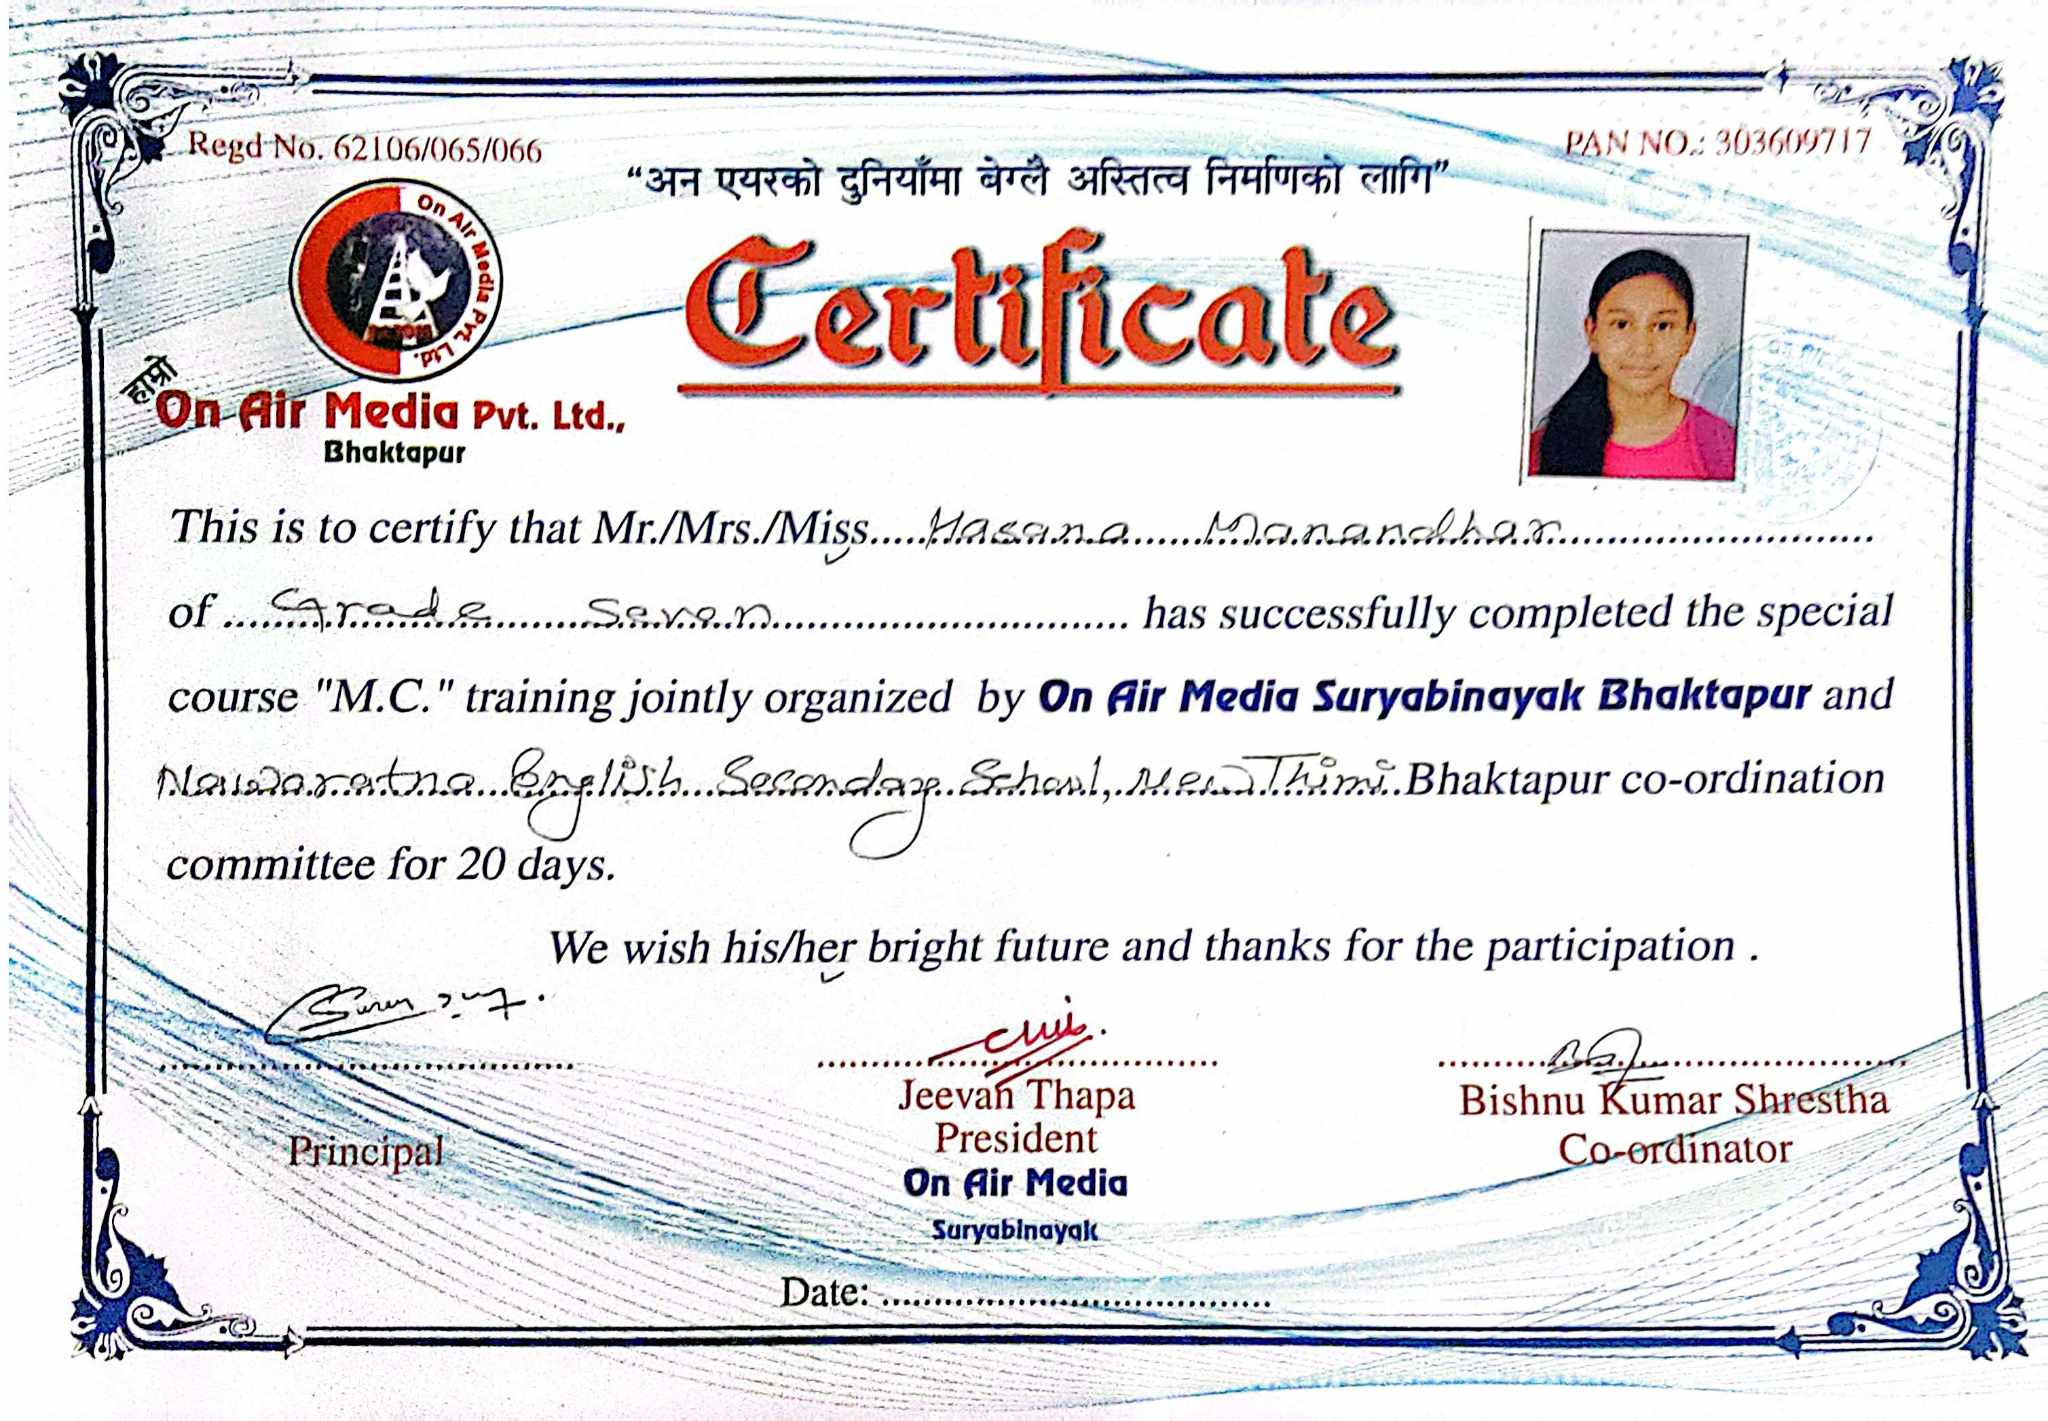 Regd No. 62106/065/066
PAN NO.: 303609717
“अन एयरको दुनियाँमा बेग्लै अस्तित्व निर्माणको लागि”
On Air Media Pvt. Ltd.
Certificate
हाम्रो
On Air Media Pvt. Ltd.,
Bhaktapur
This is to certify that Mr./Mrs./Miss.....Hasana......Manandhar..............................
of ......Grade......Seven.............................. has successfully completed the special
course "M.C." training jointly organized by On Air Media Suryabinayak Bhaktapur and
Nawaratna English Secondary School, New Thimi Bhaktapur co-ordination
committee for 20 days.
We wish his/her bright future and thanks for the participation .
Principal
Jeevan Thapa
President
On Air Media
Suryabinayak
Bishnu Kumar Shrestha
Co-ordinator
Date: ........................................